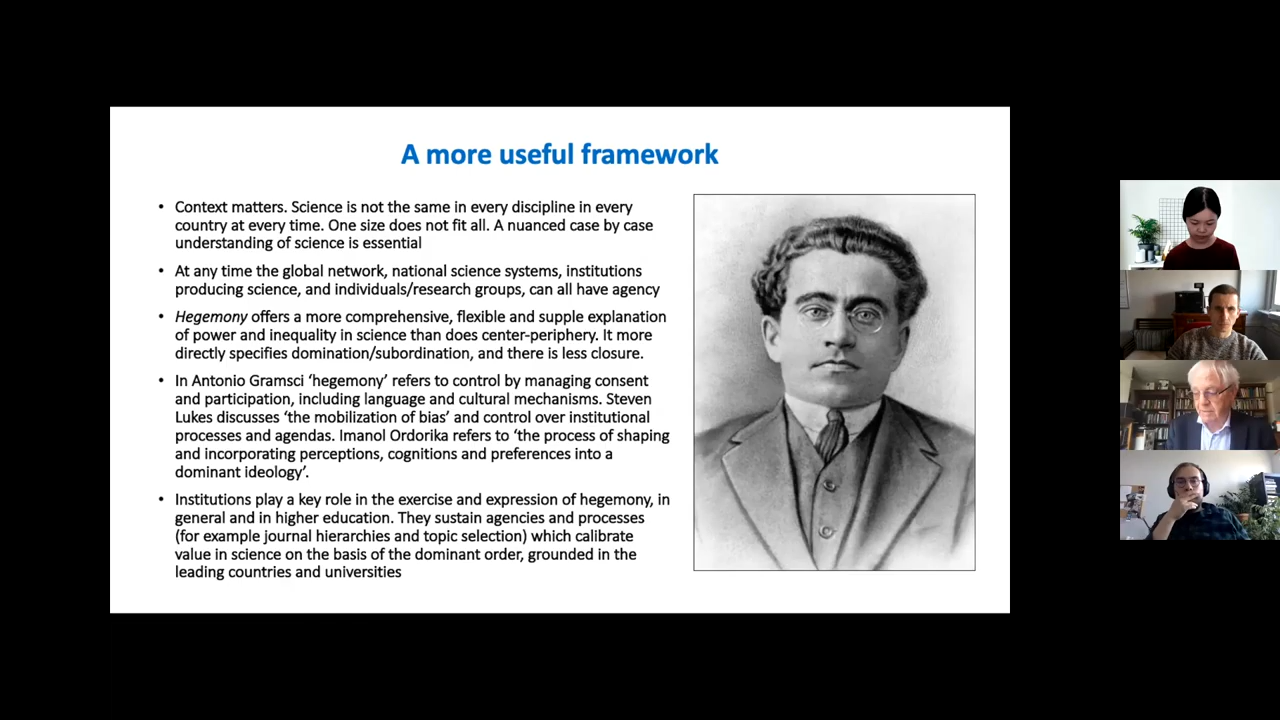 A more useful framework
• Context matters. Science is not the same in every discipline in every
country at every time. One size does not fit all. A nuanced case by case
understanding of science is essential
• At any time the global network, national science systems, institutions
producing science, and individuals/research groups, can all have agency
• Hegemony offers a more comprehensive, flexible and supple explanation
of power and inequality in science than does center-periphery. It more
directly specifies domination/subordination, and there is less closure.
• In Antonio Gramsci ‘hegemony’ refers to control by managing consent
and participation, including language and cultural mechanisms. Steven
Lukes discusses ‘the mobilization of bias’ and control over institutional
processes and agendas. Imanol Ordorika refers to ‘the process of shaping
and incorporating perceptions, cognitions and preferences into a
dominant ideology’.
• Institutions play a key role in the exercise and expression of hegemony, in
general and in higher education. They sustain agencies and processes
(for example journal hierarchies and topic selection) which calibrate
value in science on the basis of the dominant order, grounded in the
leading countries and universities